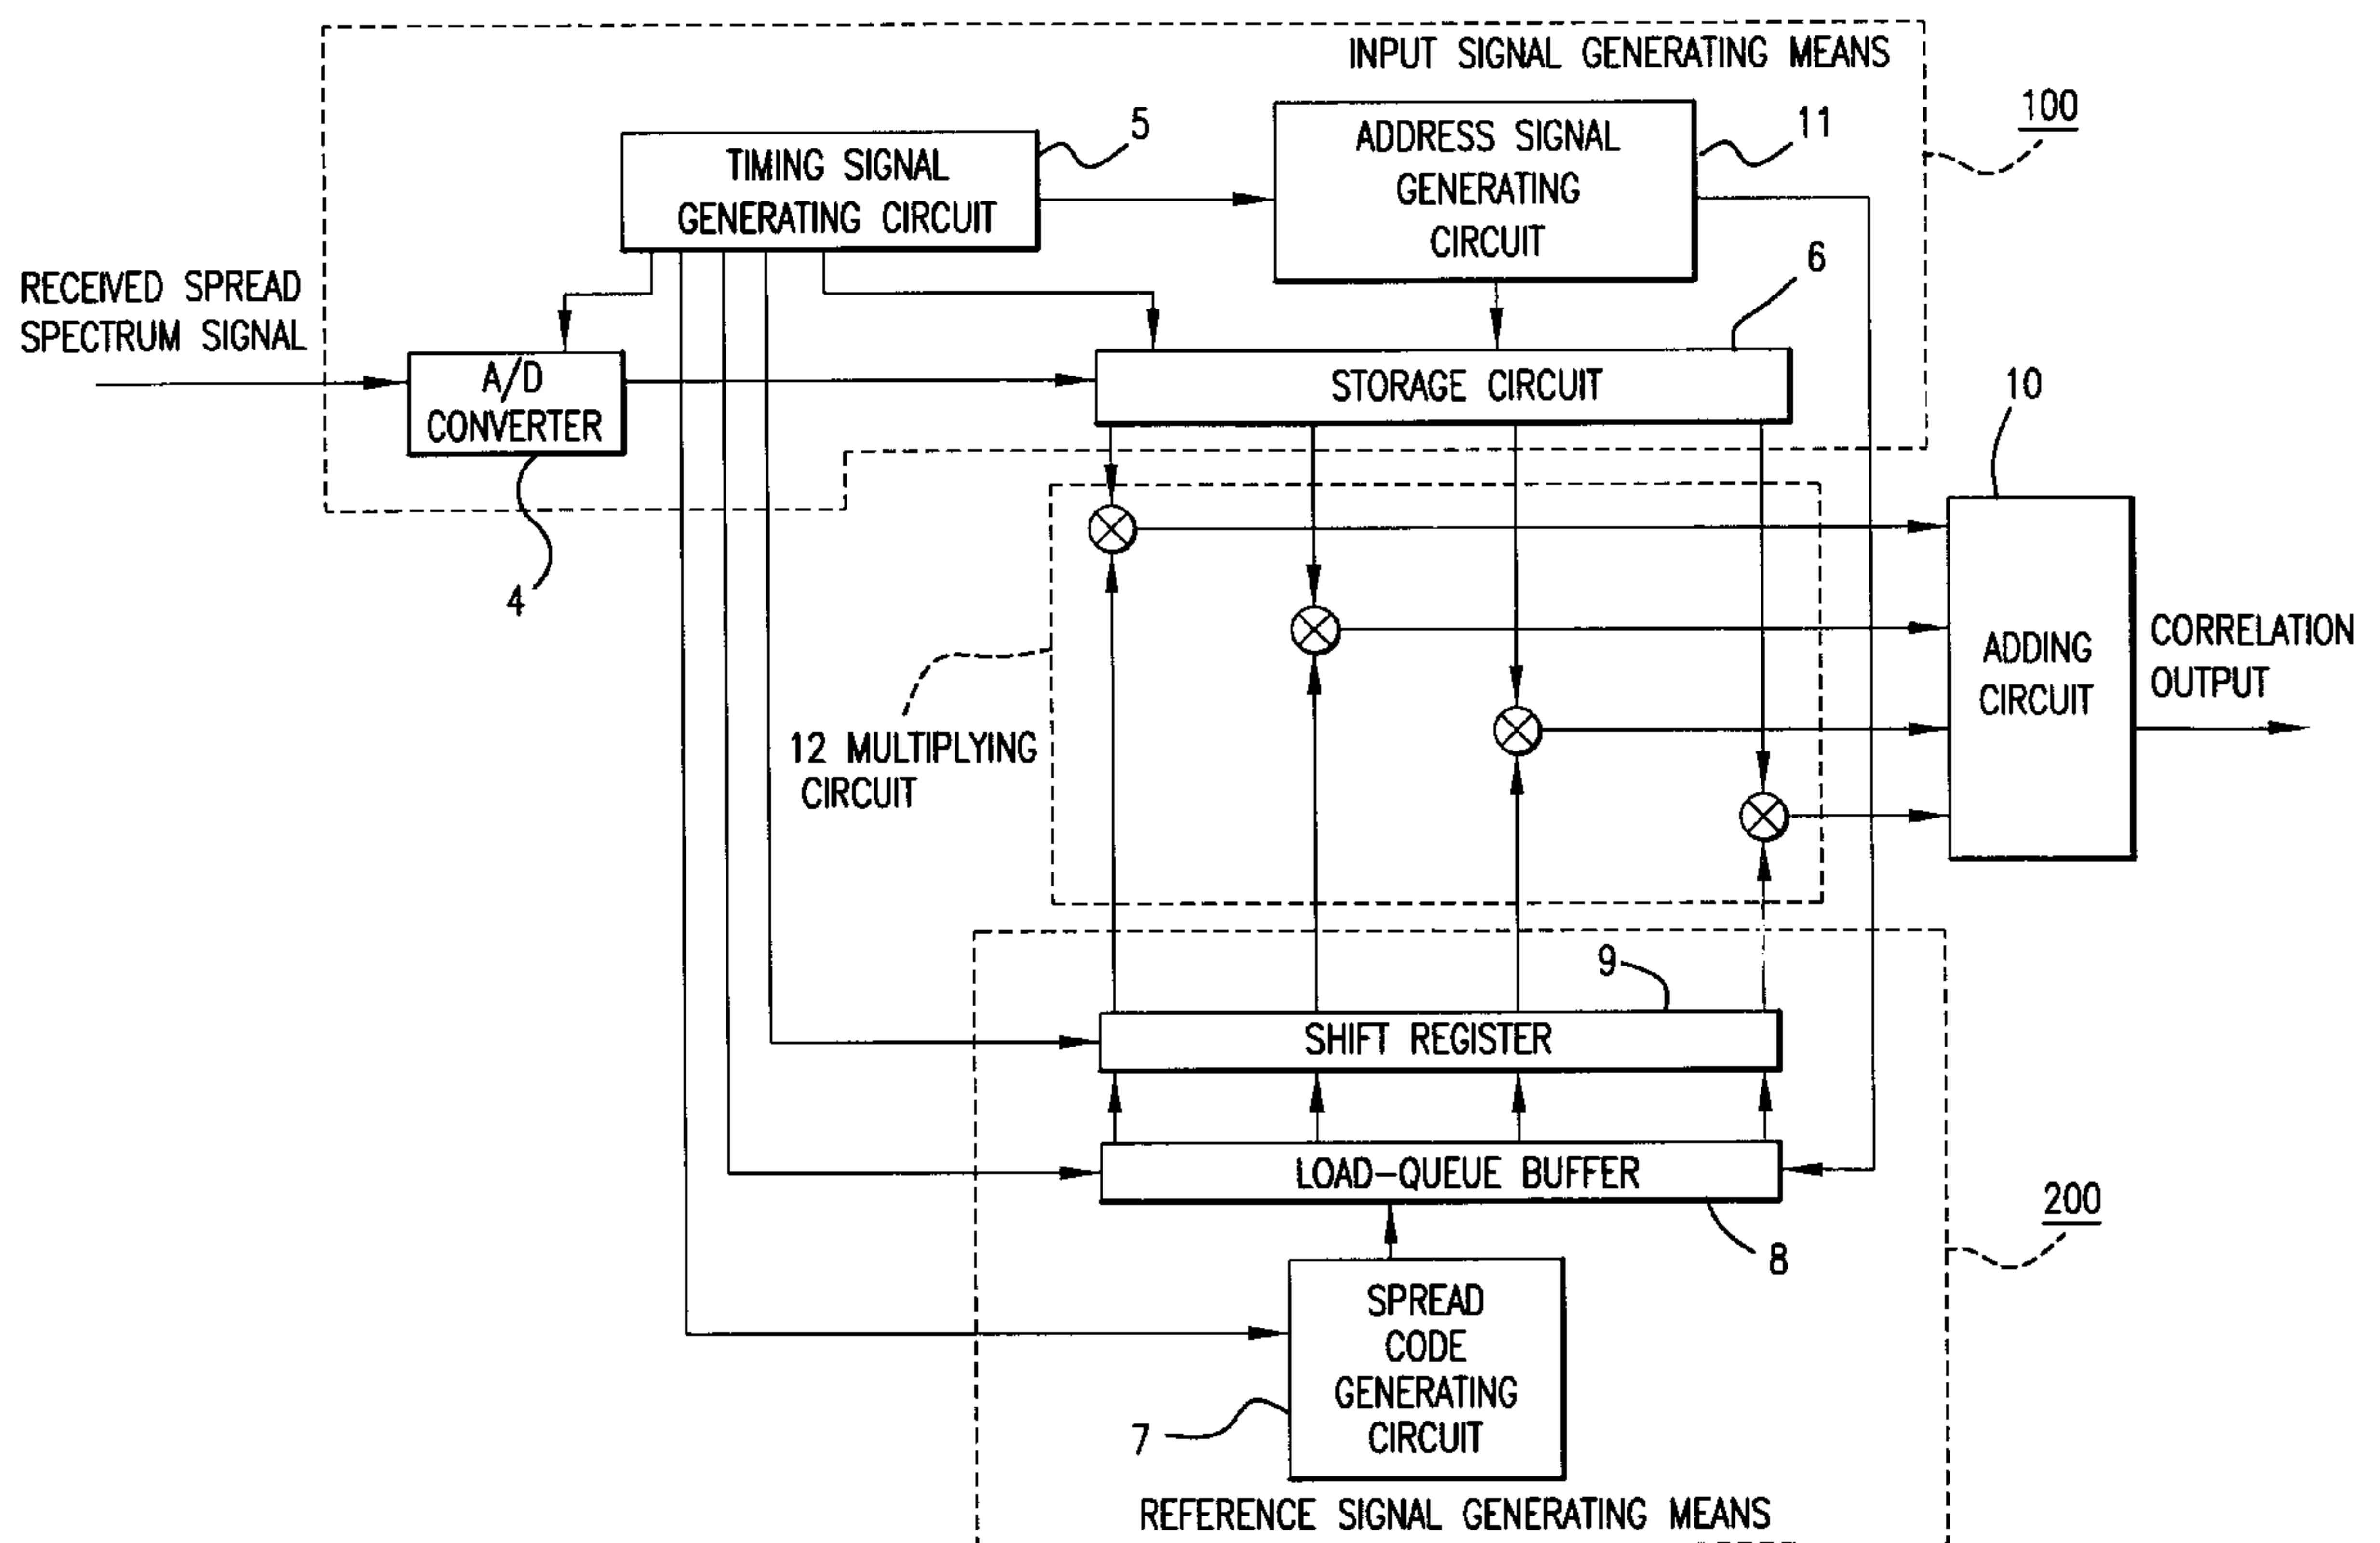 INPUT SIGNAL GENERATING MEANS
100
5
11
TIMING SIGNAL
GENERATING CIRCUIT
ADDRESS SIGNAL
GENERATING
CIRCUIT
6
RECEIVED SPREAD
SPECTRUM SIGNAL
A/D
CONVERTER
STORAGE CIRCUIT
10
4
ADDING
CIRCUIT
CORRELATION
OUTPUT
12 MULTIPLYING
CIRCUIT
9
SHIFT REGISTER
LOAD-QUEUE BUFFER
200
8
SPREAD
CODE
GENERATING
CIRCUIT
7
REFERENCE SIGNAL GENERATING MEANS